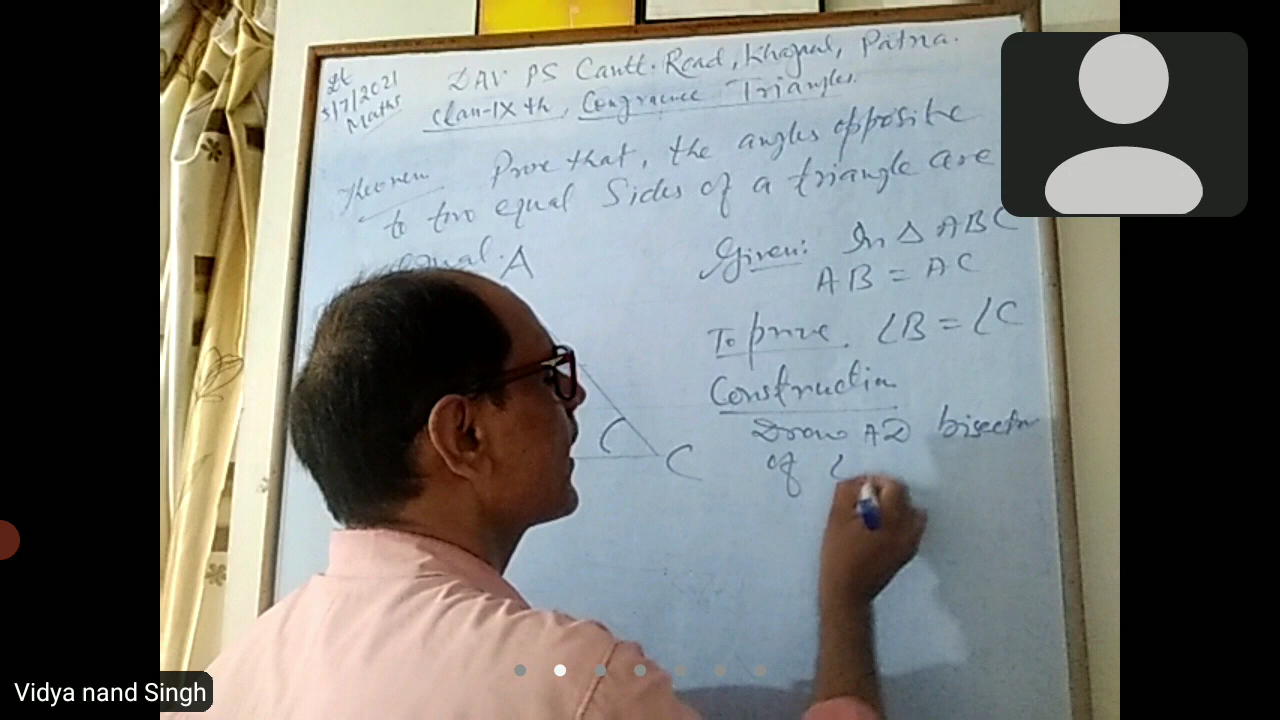 Dt
5/7/2021
Maths
DAV PS Cantt. Road, Khagaul, Patna.
Class-IX th, Congruence Triangles.
Theorem Prove that, the angles opposite
to two equal sides of a triangle are
equal.
A
C
Given: In Δ ABC
AB = AC
To prove. ∠B = ∠C
Construction
Draw AD bisector
of ∠
Vidya nand Singh